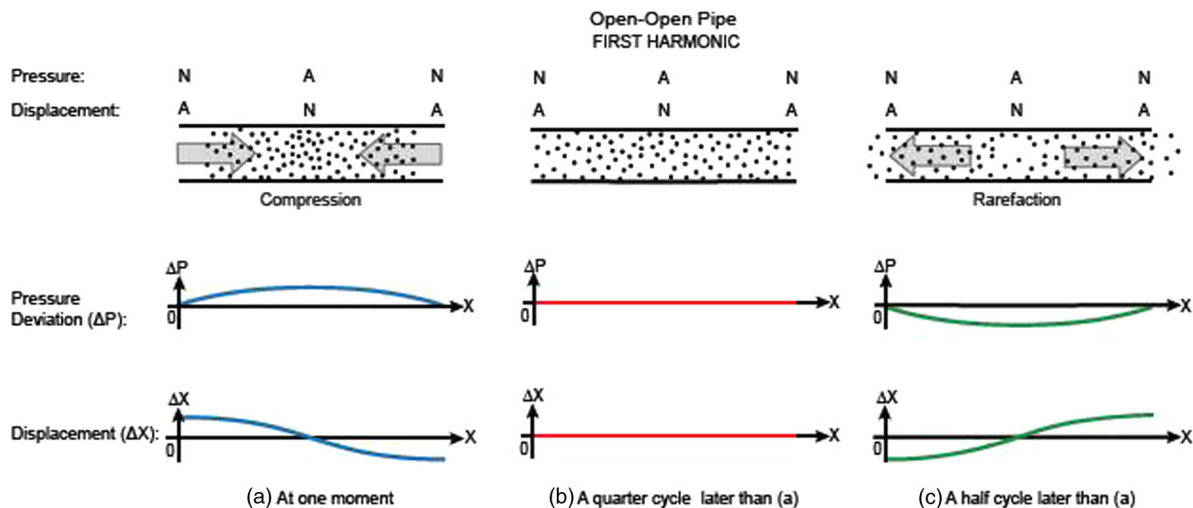 Open-Open Pipe
FIRST HARMONIC
Pressure: N A N N A N N A N
Displacement: A N A A N A A N A
Compression
Rarefaction
ΔP ΔP ΔP
Pressure
Deviation (ΔP):
0 X 0 X 0 X
ΔX ΔX ΔX
Displacement (ΔX):
0 X 0 X 0 X
(a) At one moment
(b) A quarter cycle later than (a)
(c) A half cycle later than (a)